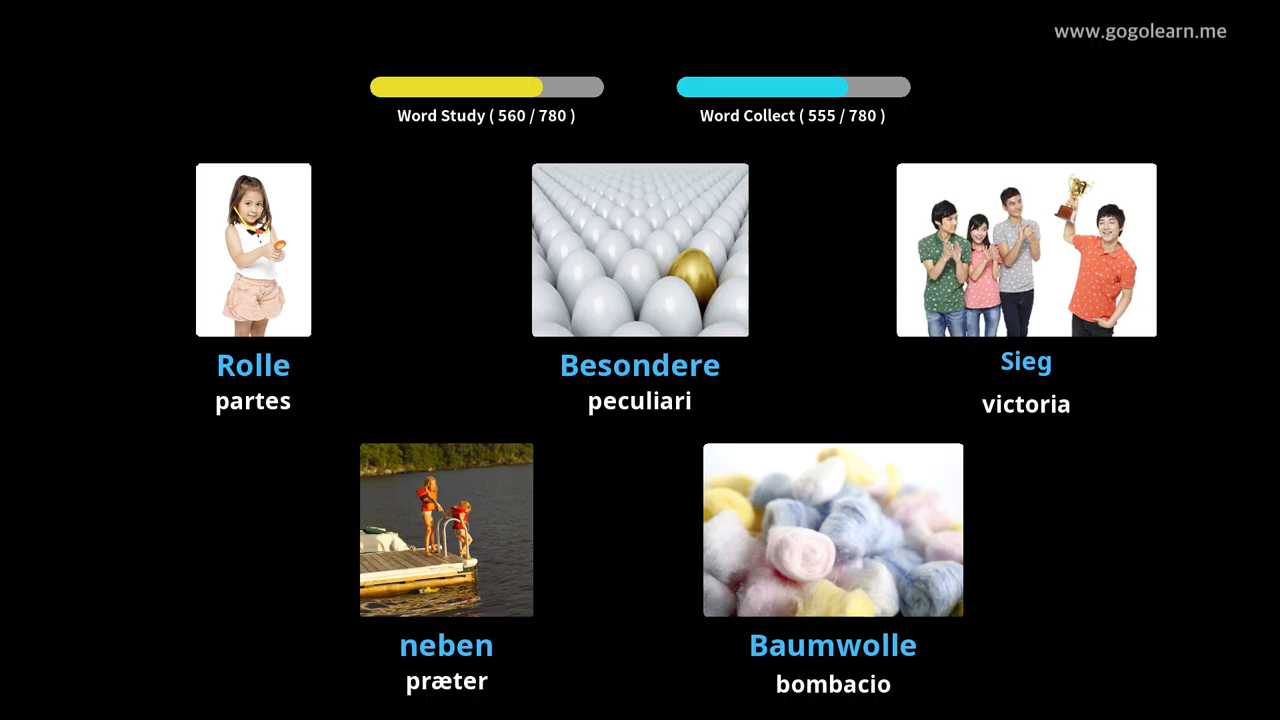 www.gogolearn.me
Word Study ( 560 / 780 )
Word Collect ( 555 / 780 )
Rolle
partes
Besondere
peculiari
Sieg
victoria
neben
præter
Baumwolle
bombacio